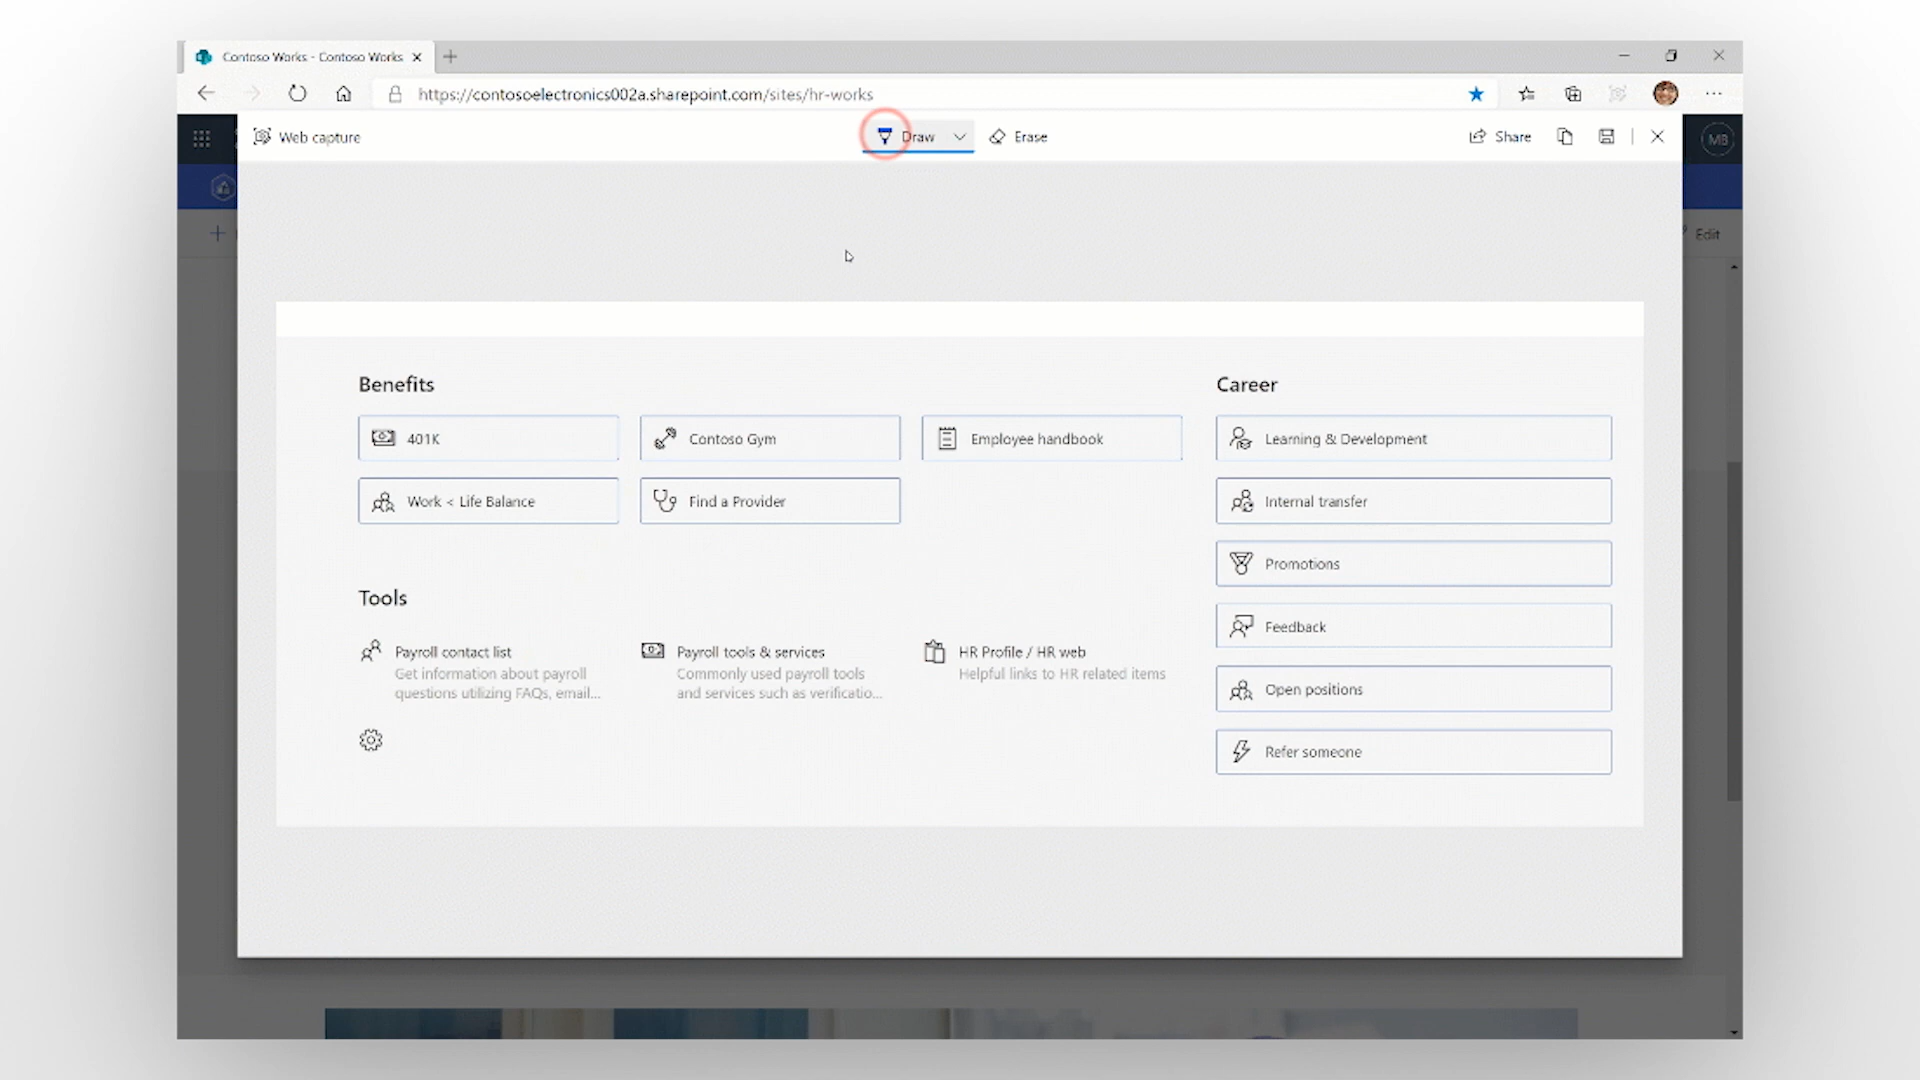 Contoso Works - Contoso Works
https://contosoelectronics002a.sharepoint.com/sites/hr-works
Web capture
Draw
Erase
Share
MB
Edit
Benefits
Career
401K
Contoso Gym
Employee handbook
Learning & Development
Work < Life Balance
Find a Provider
Internal transfer
Promotions
Tools
Feedback
Payroll contact list
Get information about payroll
questions utilizing FAQs, email...
Payroll tools & services
Commonly used payroll tools
and services such as verificatio...
HR Profile / HR web
Helpful links to HR related items
Open positions
Refer someone